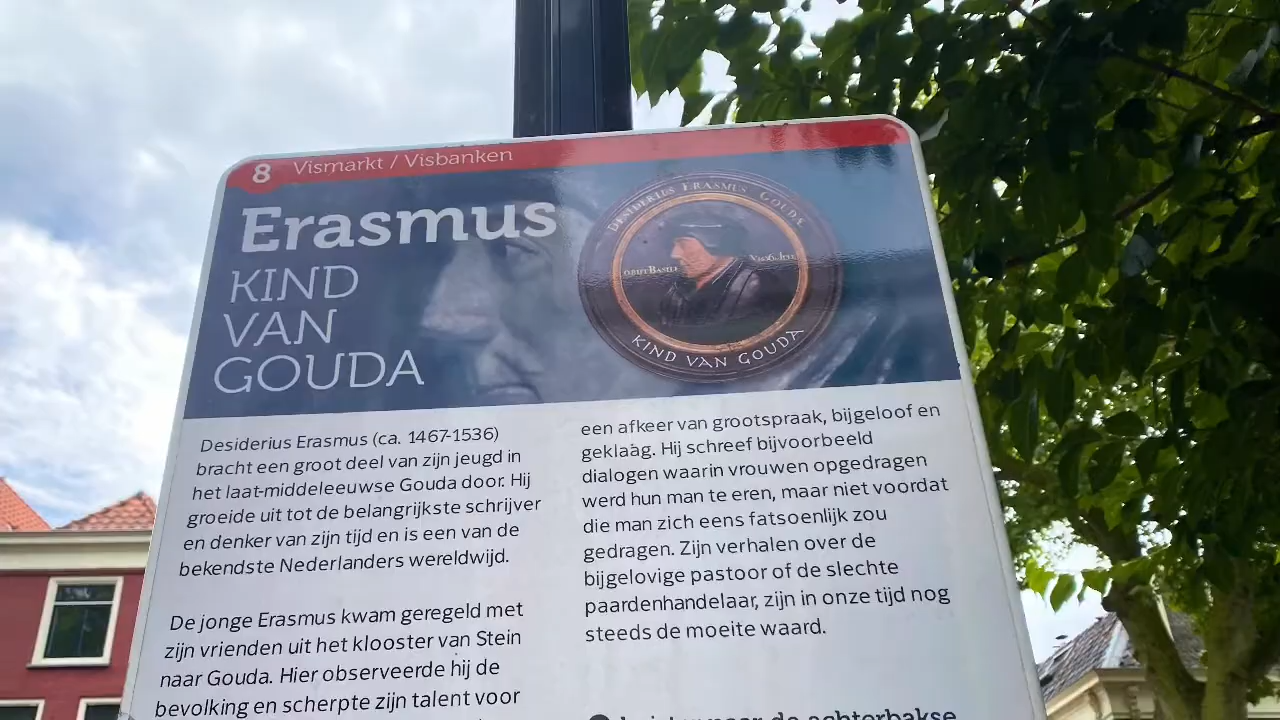 8 Vismarkt / Visbanken
Erasmus
KIND
VAN
GOUDA
DESIDERIUS ERASMUS GOUDA
OBIJT BASILI
KIND VAN GOUDA
Desiderius Erasmus (ca. 1467-1536)
bracht een groot deel van zijn jeugd in
het laat-middeleeuwse Gouda door. Hij
groeide uit tot de belangrijkste schrijver
en denker van zijn tijd en is een van de
bekendste Nederlanders wereldwijd.
De jonge Erasmus kwam geregeld met
zijn vrienden uit het klooster van Stein
naar Gouda. Hier observeerde hij de
bevolking en scherpte zijn talent voor
een afkeer van grootspraak, bijgeloof en
geklaag. Hij schreef bijvoorbeeld
dialogen waarin vrouwen opgedragen
werd hun man te eren, maar niet voordat
die man zich eens fatsoenlijk zou
gedragen. Zijn verhalen over de
bijgelovige pastoor of de slechte
paardenhandelaar, zijn in onze tijd nog
steeds de moeite waard.
naar de achterbakse